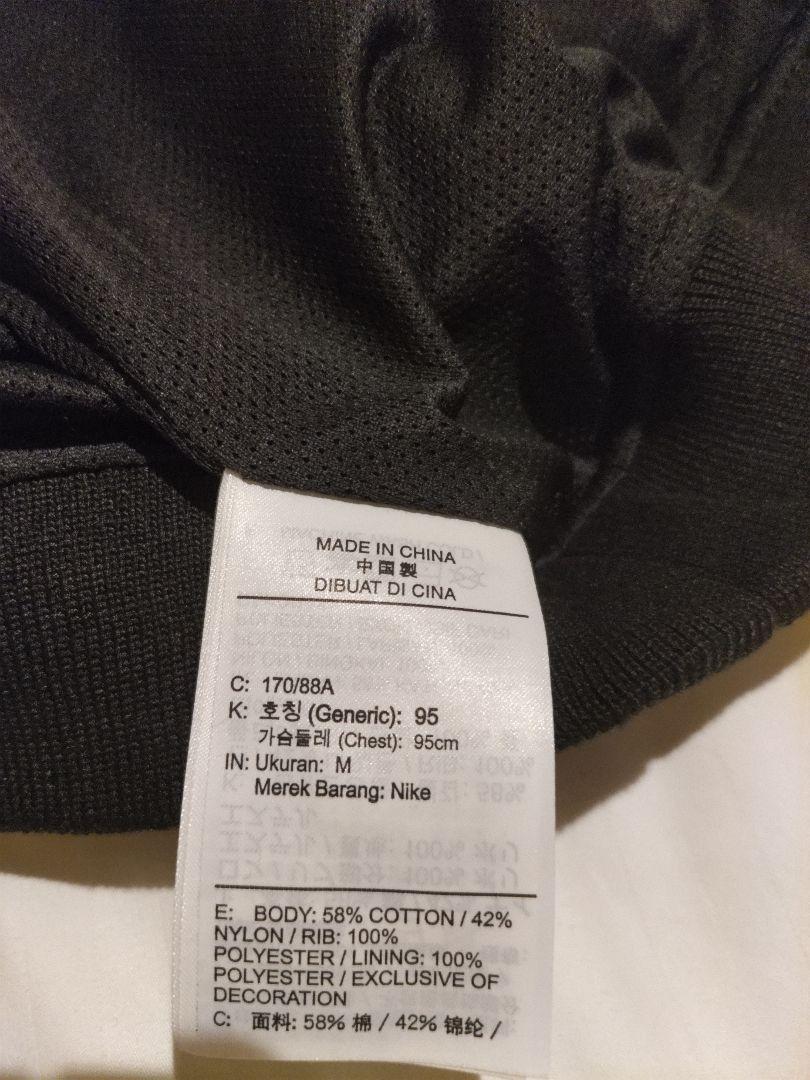 MADE IN CHINA
中国製
DIBUAT DI CINA
C: 170/88A
K: 호칭 (Generic): 95
가슴둘레 (Chest): 95cm
IN: Ukuran: M
Merek Barang: Nike
E: BODY: 58% COTTON / 42%
NYLON / RIB: 100%
POLYESTER / LINING: 100%
POLYESTER / EXCLUSIVE OF
DECORATION
C: 面料: 58% 棉 / 42% 锦纶 /